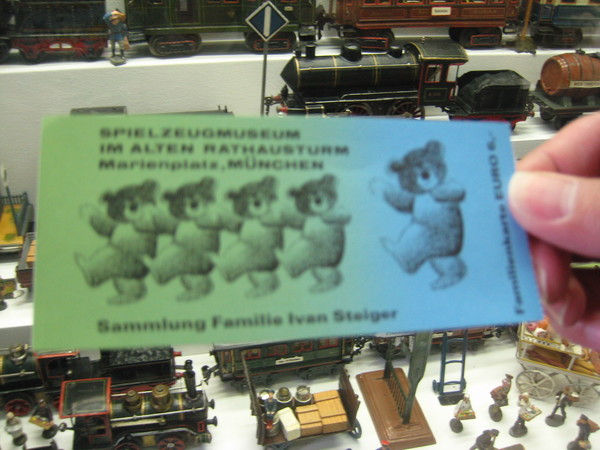 SPIELZEUGMUSEUM
IM ALTEN RATHAUSTURM
Marienplatz, MÜNCHEN
Sammlung Familie Ivan Steiger
Familienkarte EURO 6,-